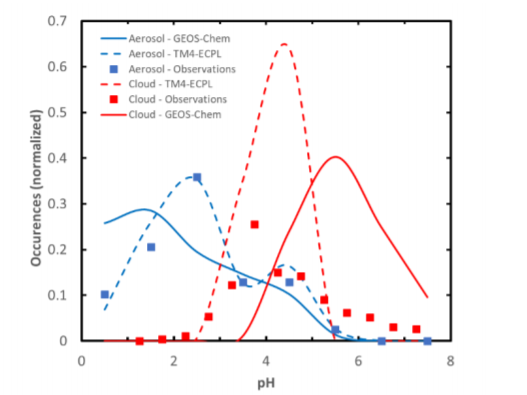 0.7
0.6
0.5
0.4
0.3
0.2
0.1
0
Occurences (normalized)
Aerosol - GEOS-Chem
Aerosol - TM4-ECPL
Aerosol - Observations
Cloud - TM4-ECPL
Cloud - Observations
Cloud - GEOS-Chem
0 2 4 6 8
pH